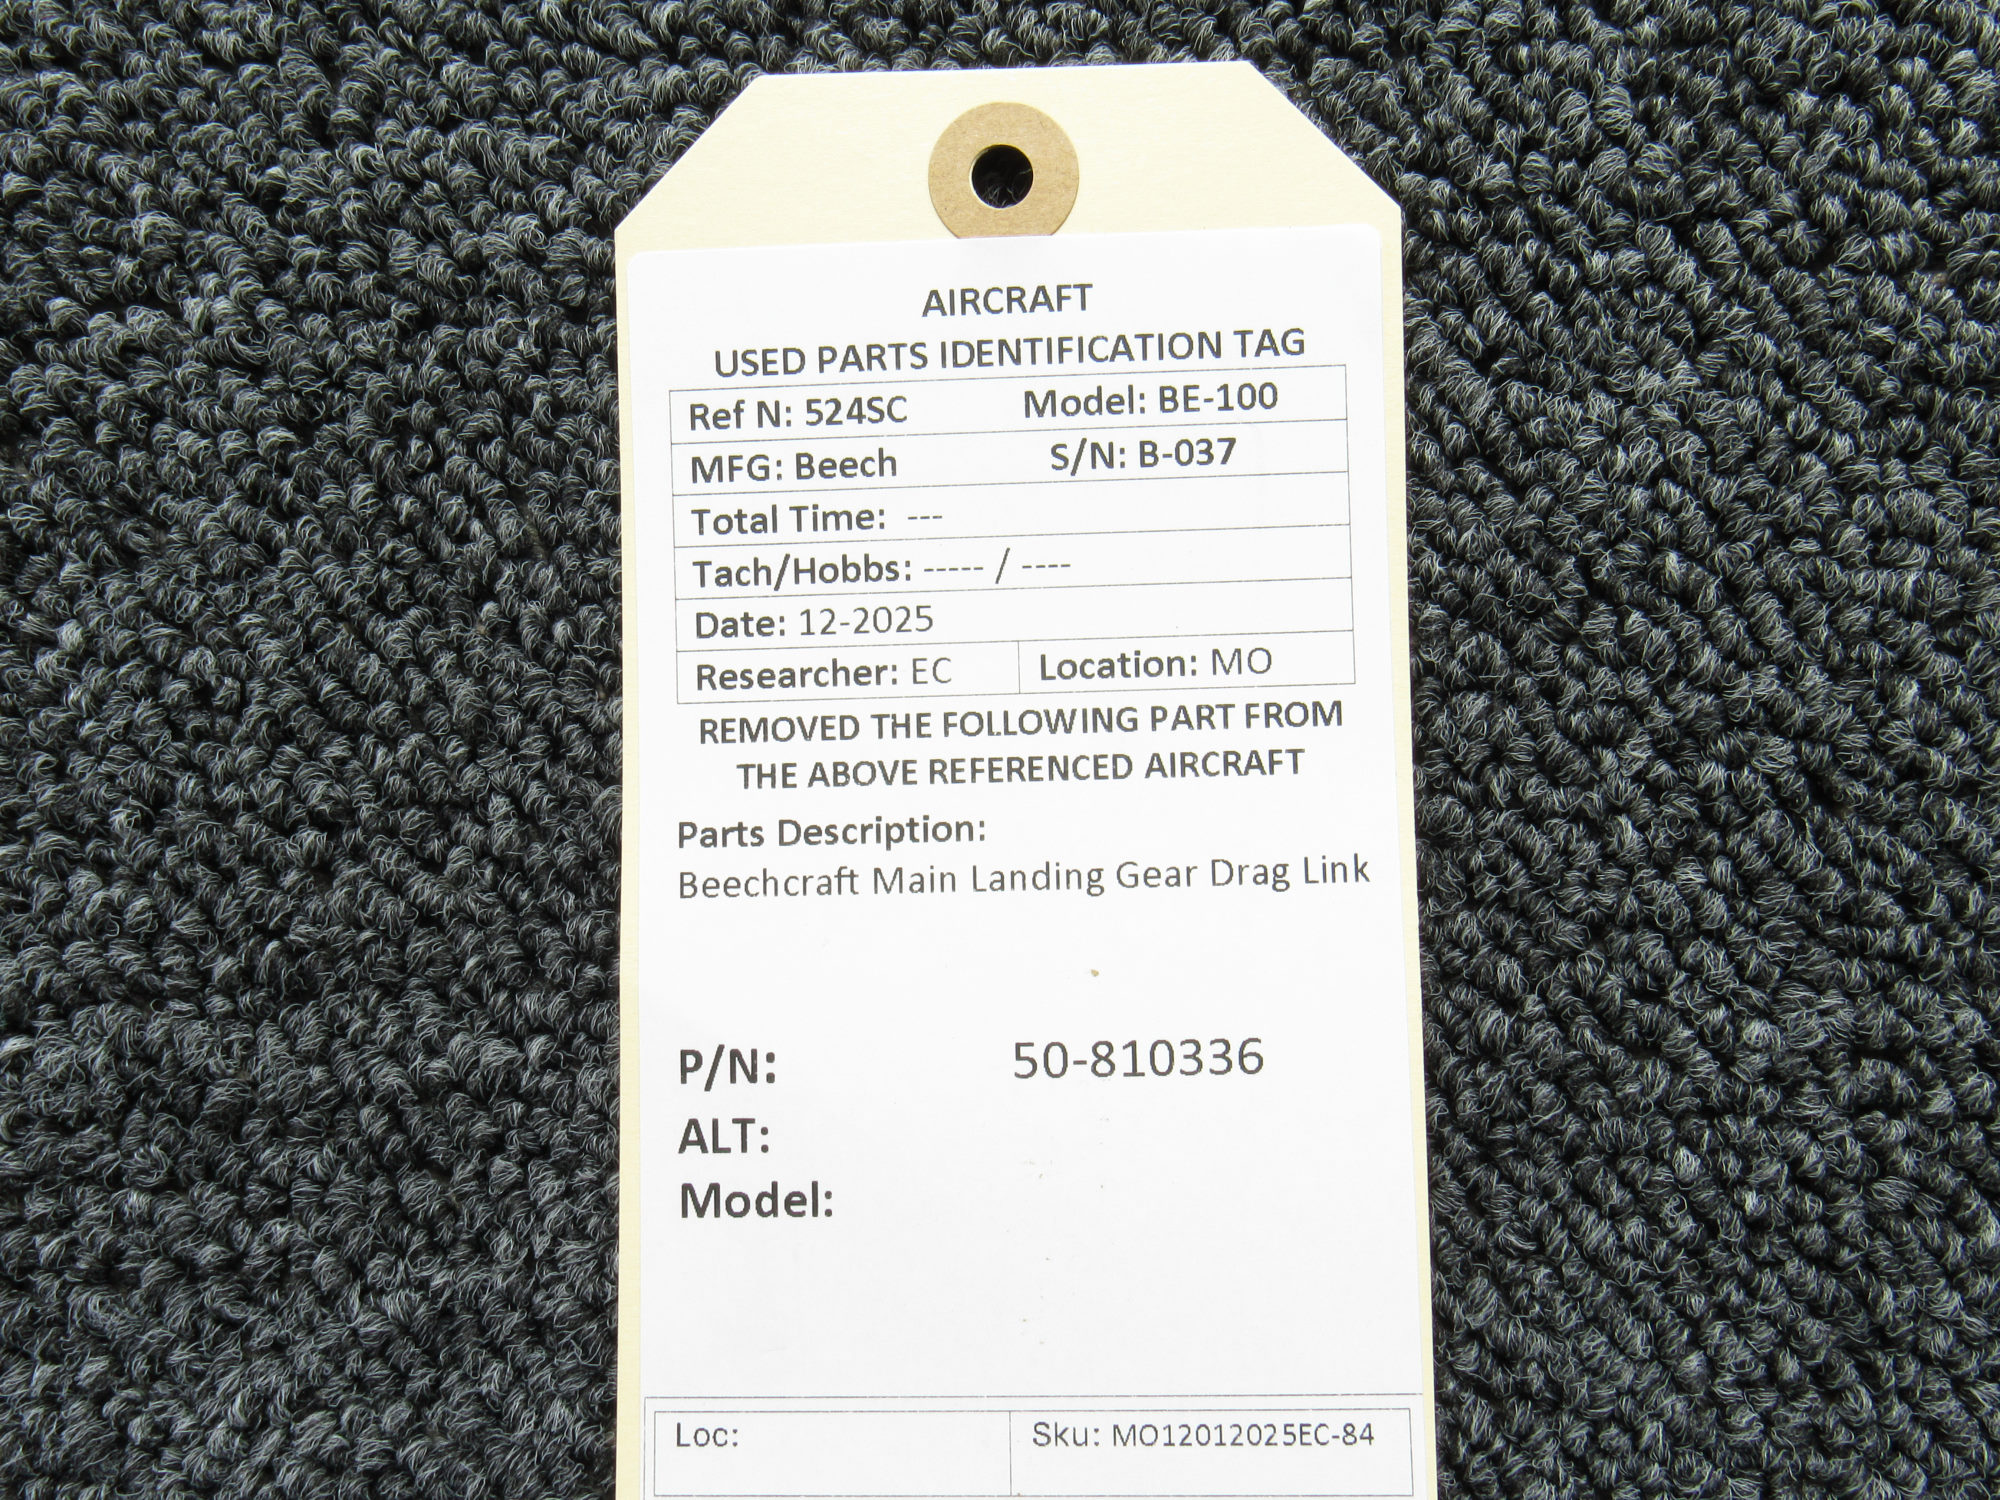 AIRCRAFT
USED PARTS IDENTIFICATION TAG
Ref N: 524SC Model: BE-100
MFG: Beech S/N: B-037
Total Time: ---
Tach/Hobbs: ----- / ----
Date: 12-2025
Researcher: EC Location: MO
REMOVED THE FOLLOWING PART FROM
THE ABOVE REFERENCED AIRCRAFT
Parts Description:
Beechcraft Main Landing Gear Drag Link
P/N: 50-810336
ALT:
Model:
Loc: Sku: MO12012025EC-84